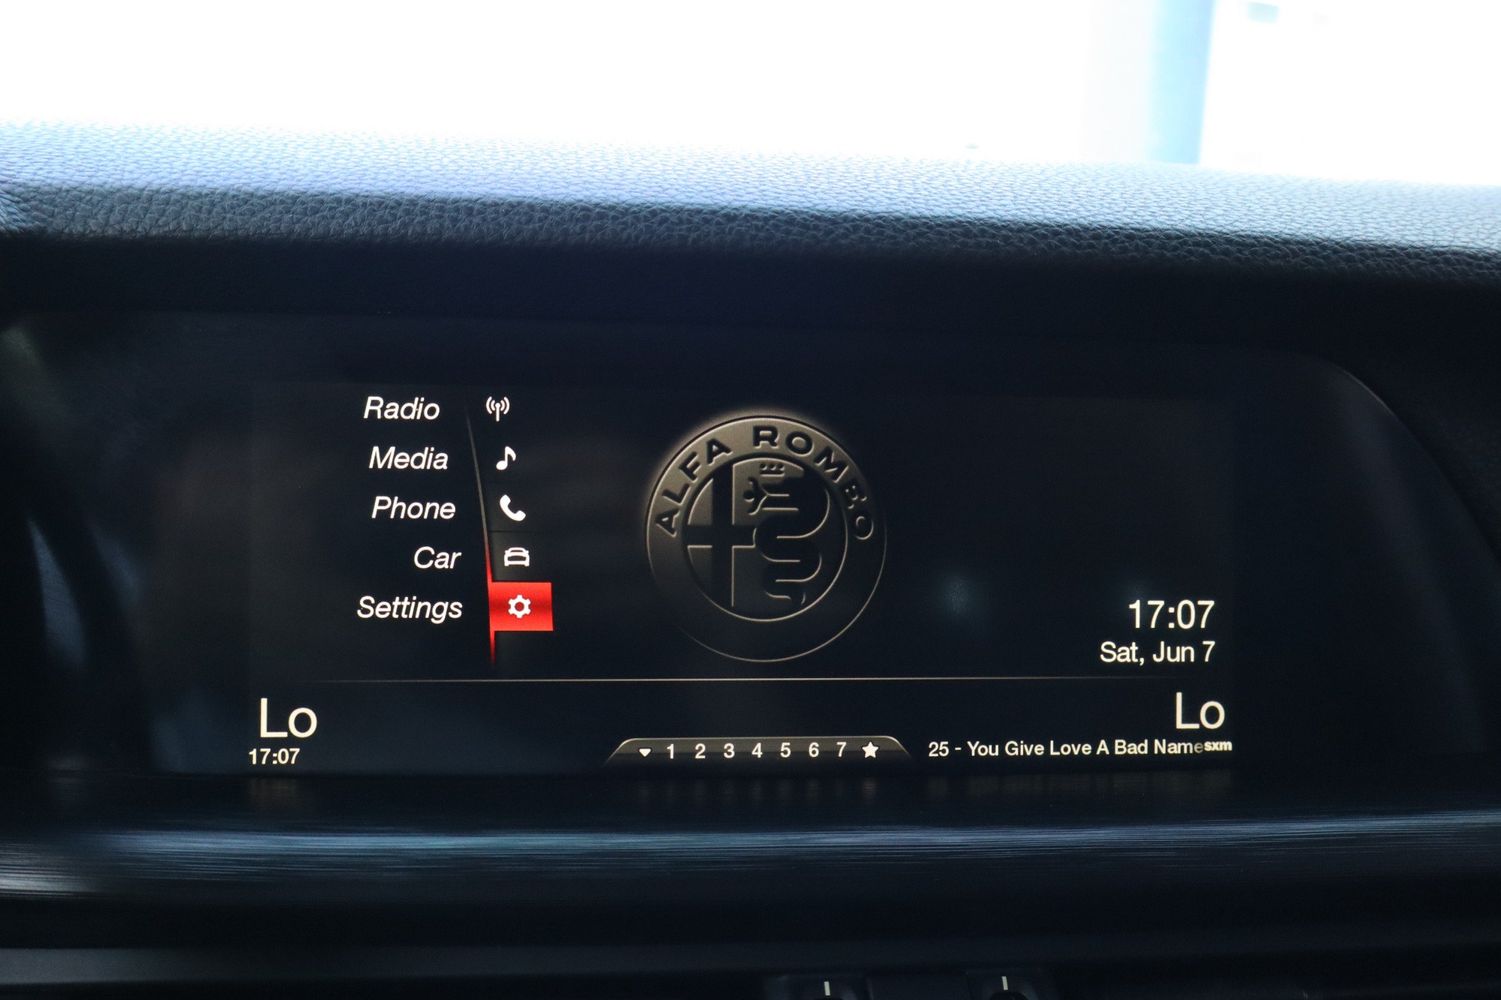 Radio
Media
Phone
Car
Settings
ALFA ROMEO
17:07
Sat, Jun 7
Lo
17:07
1 2 3 4 5 6 7
Lo
25 - You Give Love A Bad Name
sxm